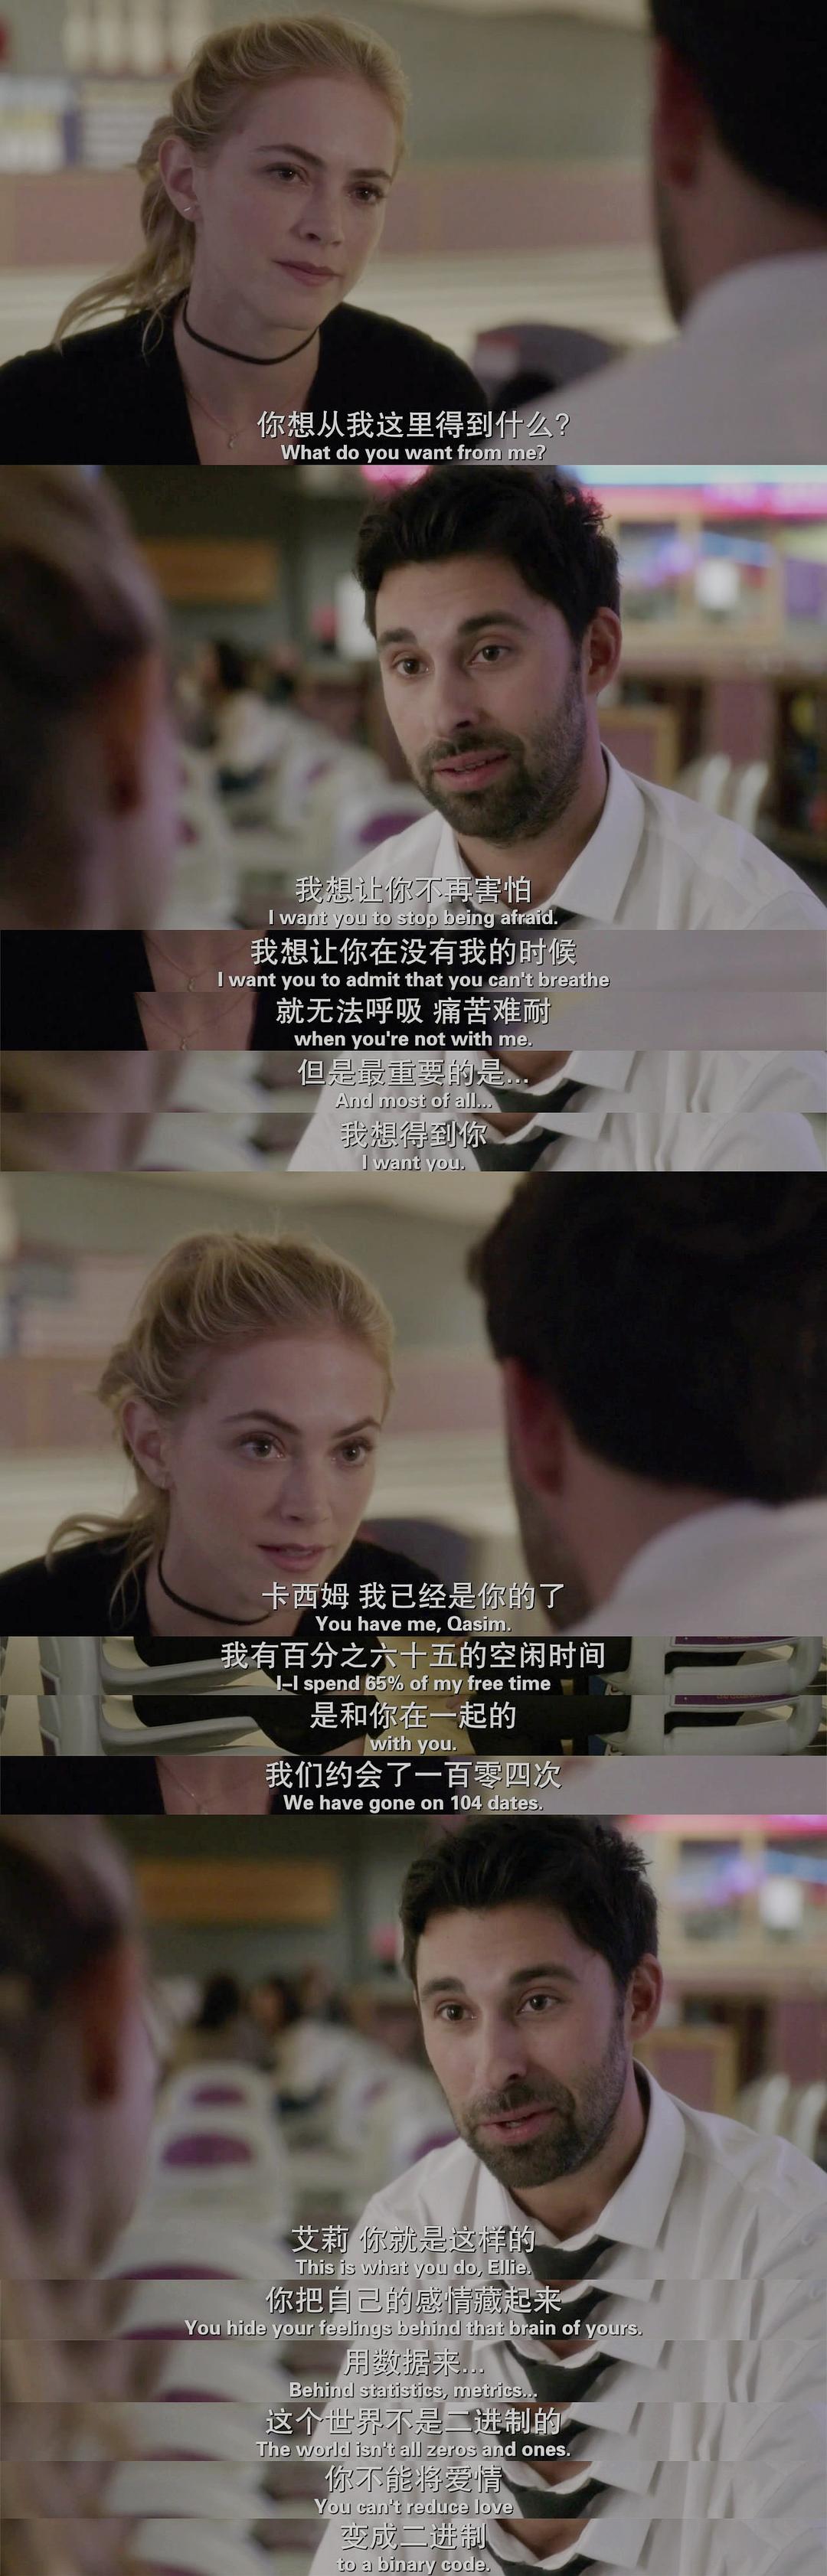 你想从我这里得到什么?
What do you want from me?
我想让你不再害怕
I want you to stop being afraid.
我想让你在没有我的时候
I want you to admit that you can't breathe
就无法呼吸 痛苦难耐
when you're not with me.
但是最重要的是...
And most of all...
我想得到你
I want you.
卡西姆 我已经是你的了
You have me, Qasim.
我有百分之六十五的空闲时间
I-I spend 65% of my free time
是和你在一起的
with you.
我们约会了一百零四次
We have gone on 104 dates.
艾莉 你就是这样的
This is what you do, Ellie.
你把自己的感情藏起来
You hide your feelings behind that brain of yours.
用数据来...
Behind statistics, metrics...
这个世界不是二进制的
The world isn't all zeros and ones.
你不能将爱情
You can't reduce love
变成二进制
to a binary code.